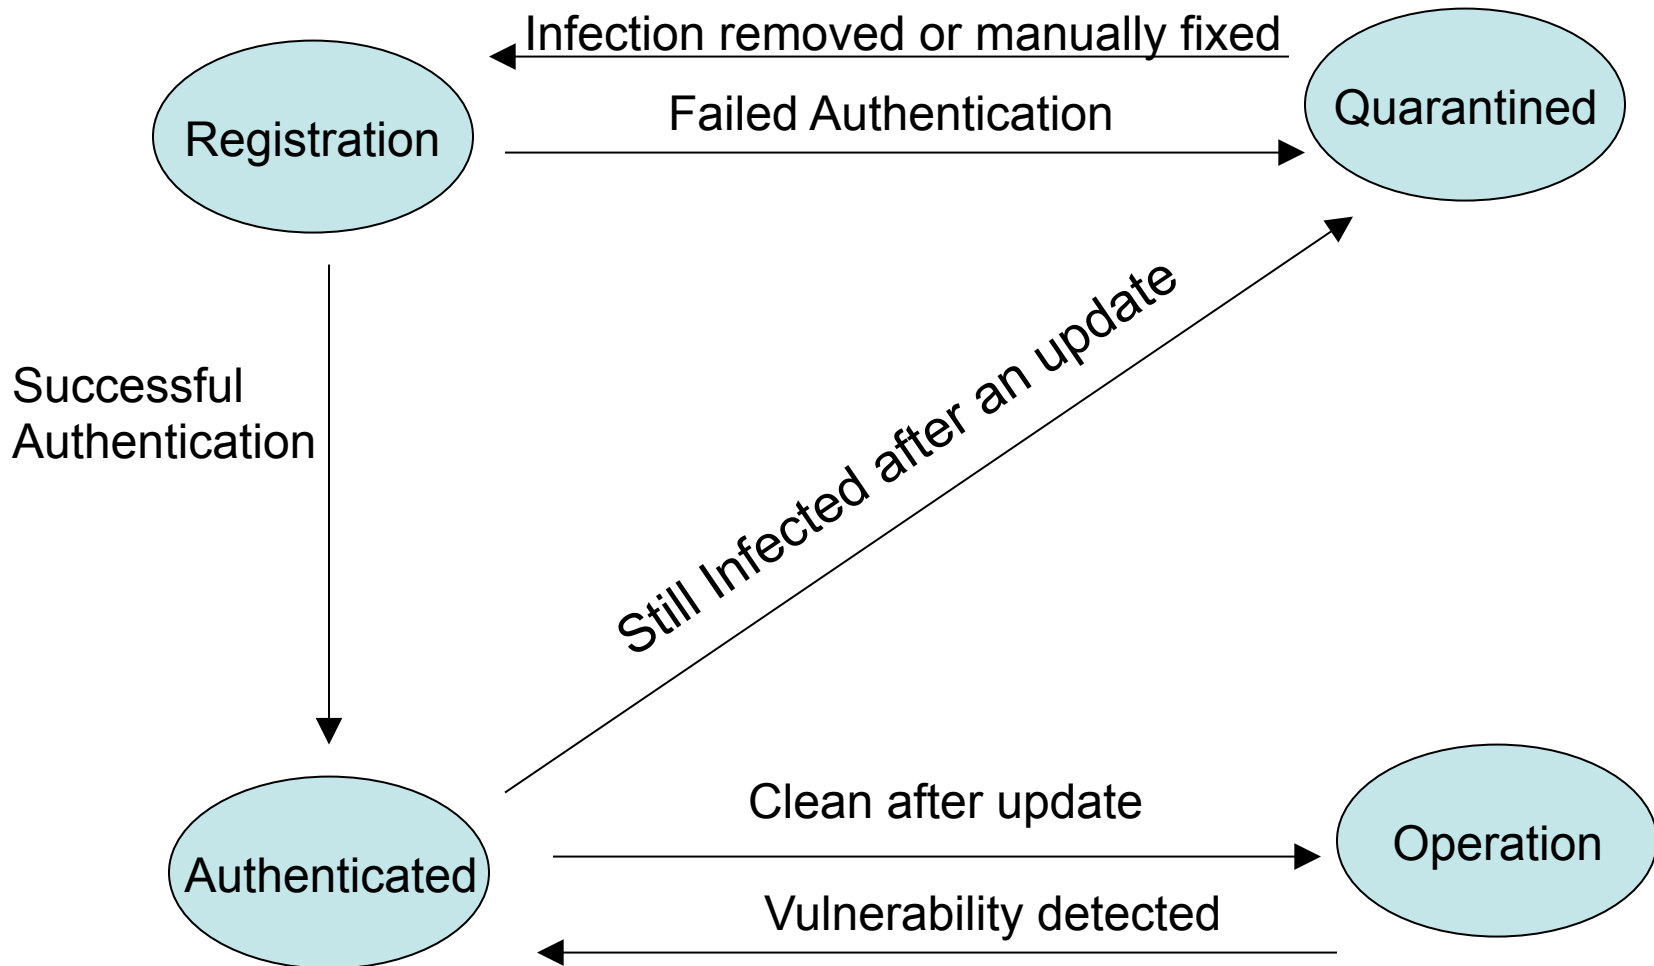 Infection removed or manually fixed
Registration
Failed Authentication
Quarantined
Successful
Authentication
Still Infected after an update
Authenticated
Clean after update
Operation
Vulnerability detected